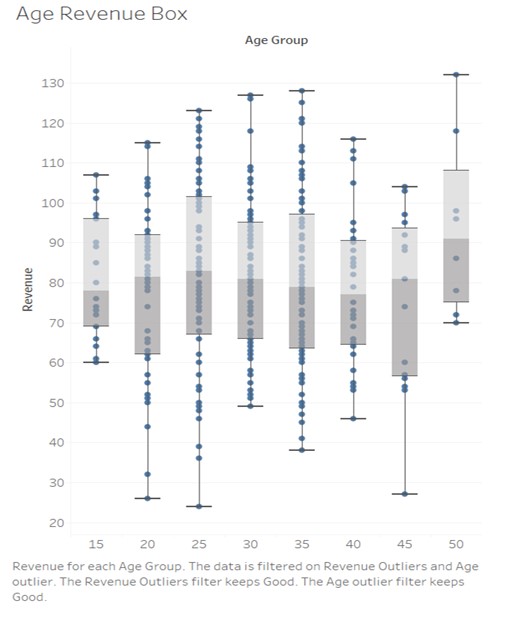 Age Revenue Box
Age Group
130
120
110
100
90
80
70
60
50
40
30
20
Revenue
15 20 25 30 35 40 45 50
Revenue for each Age Group. The data is filtered on Revenue Outliers and Age
outlier. The Revenue Outliers filter keeps Good. The Age outlier filter keeps
Good.